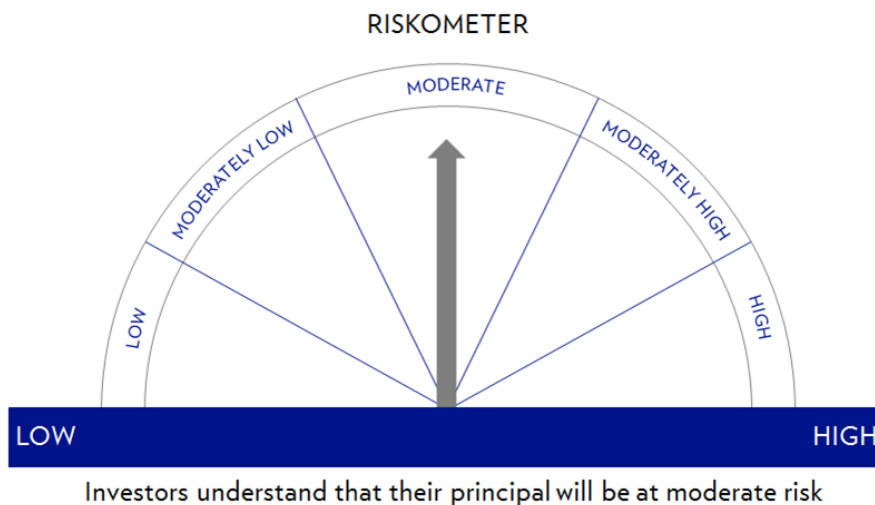 RISKOMETER
MODERATE
MODERATELY LOW
MODERATELY HIGH
LOW
HIGH
LOW
HIGH
Investors understand that their principal will be at moderate risk